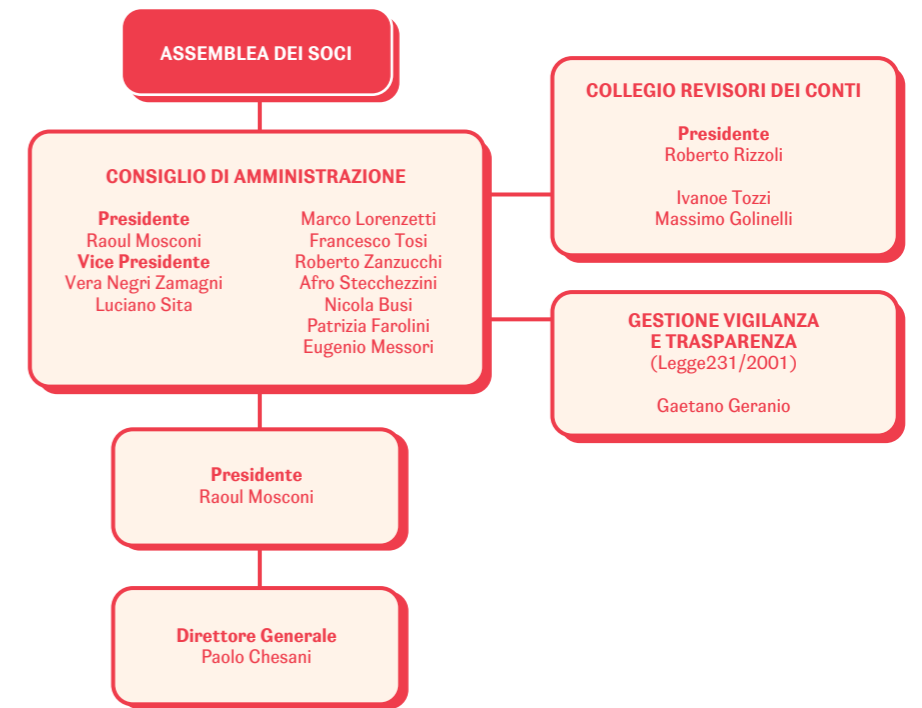 ASSEMBLEA DEI SOCI
CONSIGLIO DI AMMINISTRAZIONE
Presidente
Raoul Mosconi
Vice Presidente
Vera Negri Zamagni
Luciano Sita
Marco Lorenzetti
Francesco Tosi
Roberto Zanzucchi
Afro Stecchezzini
Nicola Busi
Patrizia Farolini
Eugenio Messori
COLLEGIO REVISORI DEI CONTI
Presidente
Roberto Rizzoli
Ivanoe Tozzi
Massimo Golinelli
GESTIONE VIGILANZA
E TRASPARENZA
(Legge231/2001)
Gaetano Geranio
Presidente
Raoul Mosconi
Direttore Generale
Paolo Chesani